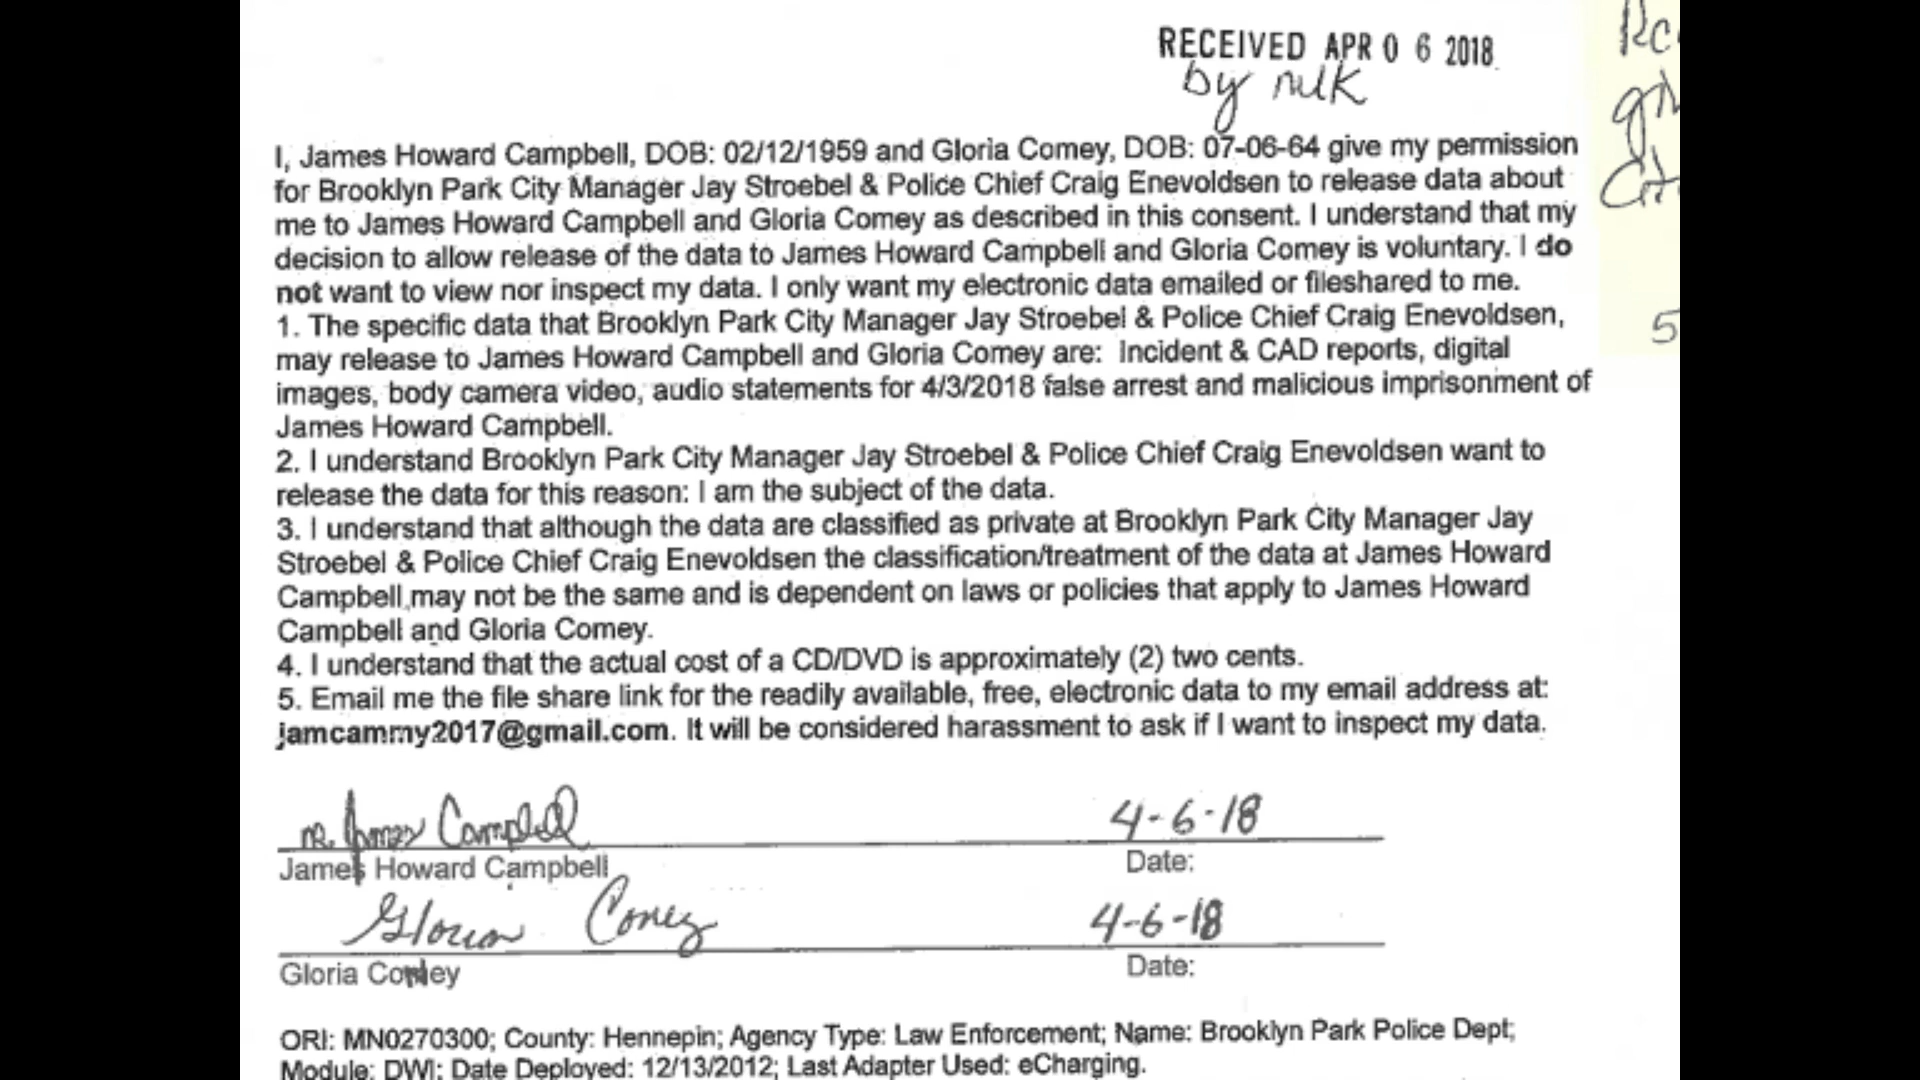 RECEIVED APR 0 6 2018
by nlk
Rc
I, James Howard Campbell, DOB: 02/12/1959 and Gloria Comey, DOB: 07-06-64 give my permission
for Brooklyn Park City Manager Jay Stroebel & Police Chief Craig Enevoldsen to release data about
me to James Howard Campbell and Gloria Comey as described in this consent. I understand that my
decision to allow release of the data to James Howard Campbell and Gloria Comey is voluntary. I do
not want to view nor inspect my data. I only want my electronic data emailed or fileshared to me.
1. The specific data that Brooklyn Park City Manager Jay Stroebel & Police Chief Craig Enevoldsen,
may release to James Howard Campbell and Gloria Comey are: Incident & CAD reports, digital
images, body camera video, audio statements for 4/3/2018 false arrest and malicious imprisonment of
James Howard Campbell.
2. I understand Brooklyn Park City Manager Jay Stroebel & Police Chief Craig Enevoldsen want to
release the data for this reason: I am the subject of the data.
3. I understand that although the data are classified as private at Brooklyn Park City Manager Jay
Stroebel & Police Chief Craig Enevoldsen the classification/treatment of the data at James Howard
Campbell may not be the same and is dependent on laws or policies that apply to James Howard
Campbell and Gloria Comey.
4. I understand that the actual cost of a CD/DVD is approximately (2) two cents.
5. Email me the file share link for the readily available, free, electronic data to my email address at:
jamcammy2017@gmail.com. It will be considered harassment to ask if I want to inspect my data.
5
James Campbell 4-6-18
James Howard Campbell Date:
Gloria 4-6-18
Gloria Date:
ORI: MN0270300; County: Hennepin; Agency Type: Law Enforcement; Name: Brooklyn Park Police Dept;
Module: DWI; Date Deployed: 12/13/2012; Last Adapter Used: eCharging.